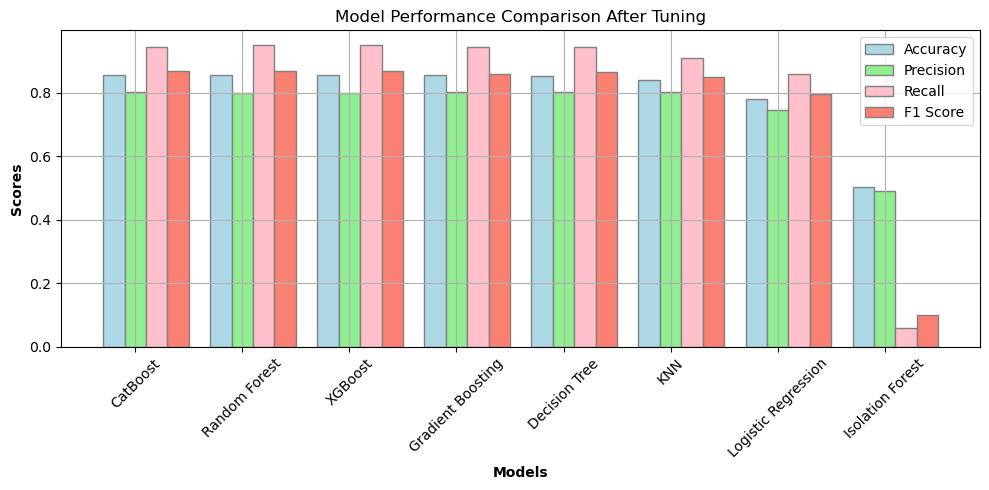 Model Performance Comparison After Tuning
Accuracy
Precision
Recall
F1 Score
Scores
0.8
0.6
0.4
0.2
0.0
CatBoost
Random Forest
XGBoost
Gradient Boosting
Decision Tree
KNN
Logistic Regression
Isolation Forest
Models